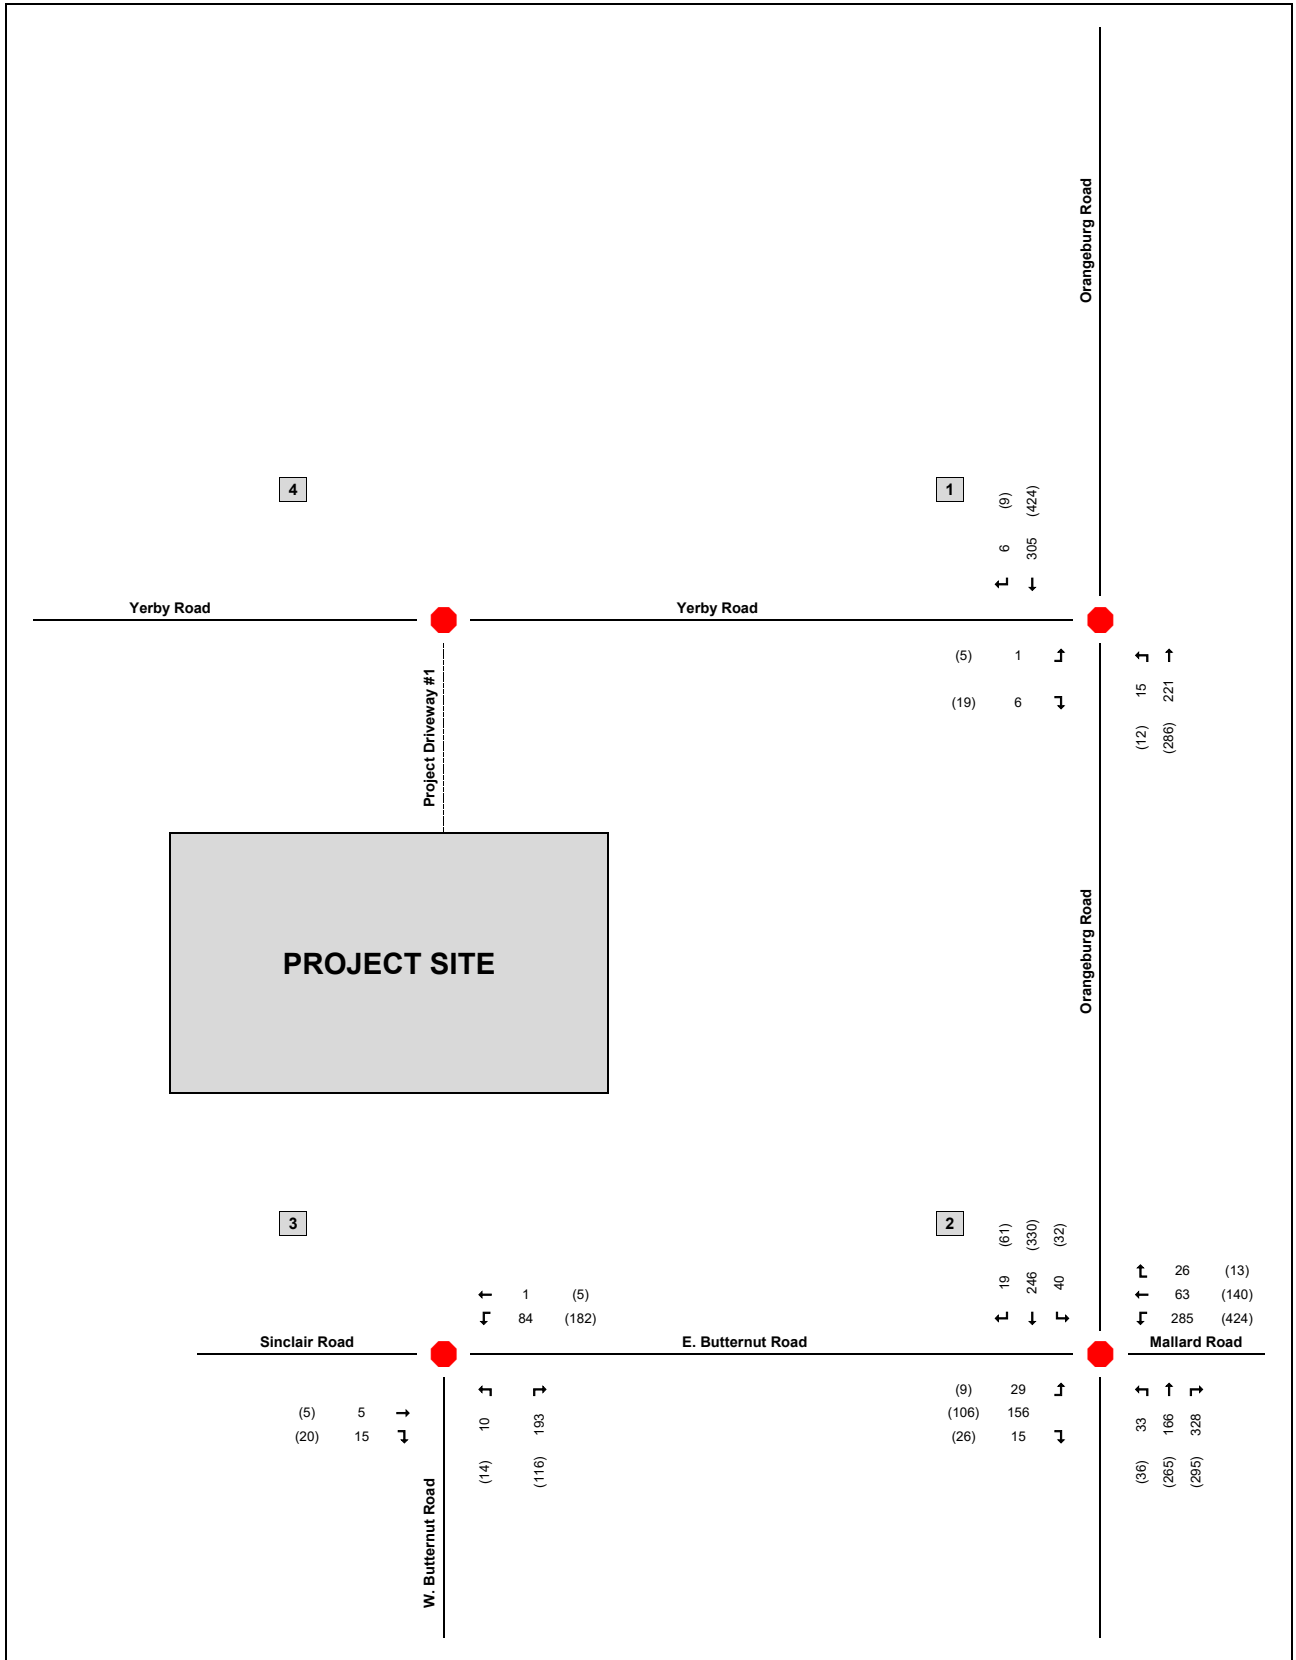 Orangeburg Road
4
1
(9) (424)
6 305
Yerby Road
Yerby Road
(5) 1
(19) 6
15 221
(12) (286)
Project Driveway #1
PROJECT SITE
Orangeburg Road
3
2
(61) (330) (32)
19 246 40
1 (5)
84 (182)
26 (13)
63 (140)
285 (424)
Sinclair Road
E. Butternut Road
Mallard Road
(5) 5
(20) 15
10 193
(14) (116)
(9) 29
(106) 156
(26) 15
33 166 328
(36) (265) (295)
W. Butternut Road